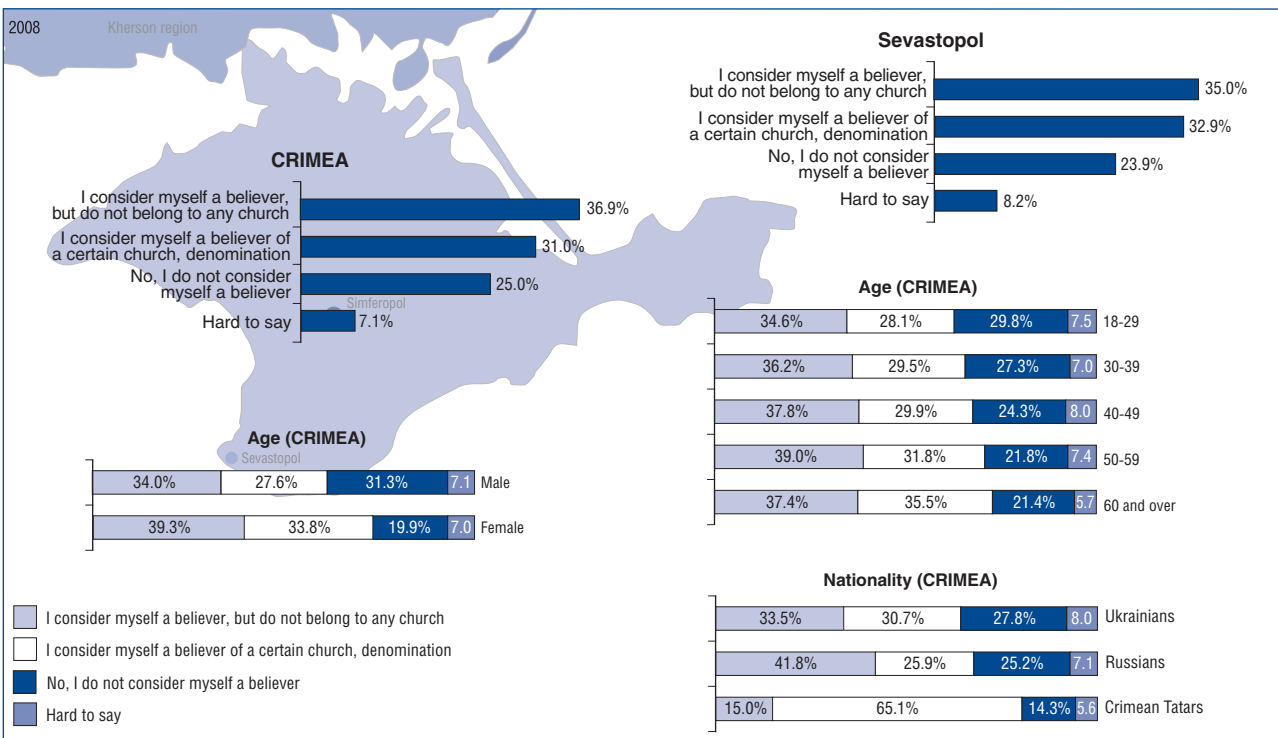 2008
Kherson region
Sevastopol
I consider myself a believer,
but do not belong to any church
35.0%
I consider myself a believer of
a certain church, denomination
32.9%
No, I do not consider
myself a believer
23.9%
Hard to say
8.2%
CRIMEA
I consider myself a believer,
but do not belong to any church
36.9%
I consider myself a believer of
a certain church, denomination
31.0%
No, I do not consider
myself a believer
25.0%
Simferopol
Hard to say
7.1%
Age (CRIMEA)
34.6% 28.1% 29.8% 7.5 18-29
36.2% 29.5% 27.3% 7.0 30-39
37.8% 29.9% 24.3% 8.0 40-49
39.0% 31.8% 21.8% 7.4 50-59
37.4% 35.5% 21.4% 5.7 60 and over
Age (CRIMEA)
Sevastopol
34.0% 27.6% 31.3% 7.1 Male
39.3% 33.8% 19.9% 7.0 Female
Nationality (CRIMEA)
33.5% 30.7% 27.8% 8.0 Ukrainians
41.8% 25.9% 25.2% 7.1 Russians
15.0% 65.1% 14.3% 5.6 Crimean Tatars
I consider myself a believer, but do not belong to any church
I consider myself a believer of a certain church, denomination
No, I do not consider myself a believer
Hard to say